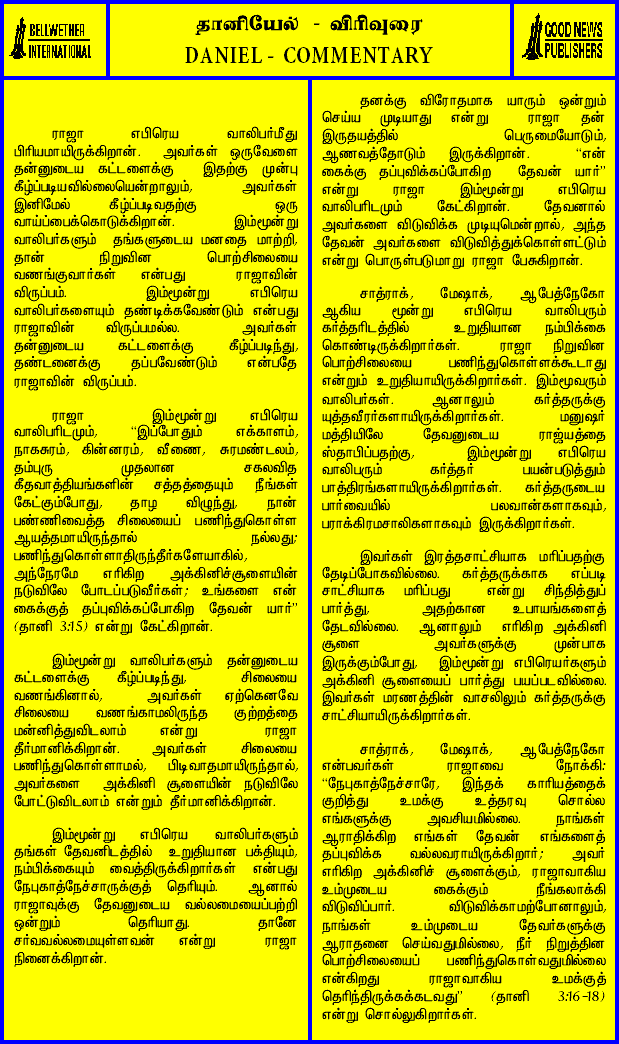 BELLWETHER
INTERNATIONAL
தானியேல் - விரிவுரை
DANIEL - COMMENTARY
GOOD NEWS
PUBLISHERS
ராஜா எபிரெய வாலிபர்மீது
பிரியமாயிருக்கிறான். அவர்கள் ஒருவேளை
தன்னுடைய கட்டளைக்கு இதற்கு முன்பு
கீழ்ப்படியவில்லையென்றாலும், அவர்கள்
இனிமேல் கீழ்ப்படிவதற்கு ஒரு
வாய்ப்பைக்கொடுக்கிறான். இம்மூன்று
வாலிபர்களும் தங்களுடைய மனதை மாற்றி,
தான் நிறுவின பொற்சிலையை
வணங்குவார்கள் என்பது ராஜாவின்
விருப்பம். இம்மூன்று எபிரெய
வாலிபர்களையும் தண்டிக்கவேண்டும் என்பது
ராஜாவின் விருப்பமல்ல. அவர்கள்
தன்னுடைய கட்டளைக்கு கீழ்ப்படிந்து,
தண்டனைக்கு தப்பவேண்டும் என்பதே
ராஜாவின் விருப்பம்.
ராஜா இம்மூன்று எபிரெய
வாலிபரிடமும், “இப்போதும் எக்காளம்,
நாகசுரம், கின்னரம், வீணை, சுரமண்டலம்,
தம்புரு முதலான சகலவித
கீதவாத்தியங்களின் சத்தத்தையும் நீங்கள்
கேட்கும்போது, தாழ விழுந்து, நான்
பண்ணிவைத்த சிலையைப் பணிந்துகொள்ள
ஆயத்தமாயிருந்தால் நல்லது;
பணிந்துகொள்ளாதிருந்தீர்களேயாகில்,
அந்நேரமே எரிகிற அக்கினிச்சூளையின்
நடுவிலே போடப்படுவீர்கள்; உங்களை என்
கைக்குத் தப்புவிக்கப்போகிற தேவன் யார்”
(தானி 3:15) என்று கேட்கிறான்.
இம்மூன்று வாலிபர்களும் தன்னுடைய
கட்டளைக்கு கீழ்ப்படிந்து, சிலையை
வணங்கினால், அவர்கள் ஏற்கெனவே
சிலையை வணங்காமலிருந்த குற்றத்தை
மன்னித்துவிடலாம் என்று ராஜா
தீர்மானிக்கிறான். அவர்கள் சிலையை
பணிந்துகொள்ளாமல், பிடிவாதமாயிருந்தால்,
அவர்களை அக்கினி சூளையின் நடுவிலே
போட்டுவிடலாம் என்றும் தீர்மானிக்கிறான்.
இம்மூன்று எபிரெய வாலிபர்களும்
தங்கள் தேவனிடத்தில் உறுதியான பக்தியும்,
நம்பிக்கையும் வைத்திருக்கிறார்கள் என்பது
நேபுகாத்நேச்சாருக்குத் தெரியும். ஆனால்
ராஜாவுக்கு தேவனுடைய வல்லமையைப்பற்றி
ஒன்றும் தெரியாது. தானே
சர்வவல்லமையுள்ளவன் என்று ராஜா
நினைக்கிறான்.
தனக்கு விரோதமாக யாரும் ஒன்றும்
செய்ய முடியாது என்று ராஜா தன்
இருதயத்தில் பெருமையோடும்,
ஆணவத்தோடும் இருக்கிறான். “என்
கைக்கு தப்புவிக்கப்போகிற தேவன் யார்”
என்று ராஜா இம்மூன்று எபிரெய
வாலிபரிடமும் கேட்கிறான். தேவனால்
அவர்களை விடுவிக்க முடியுமென்றால், அந்த
தேவன் அவர்களை விடுவித்துக்கொள்ளட்டும்
என்று பொருள்படுமாறு ராஜா பேசுகிறான்.
சாத்ராக், மேஷாக், ஆபேத்நேகோ
ஆகிய மூன்று எபிரெய வாலிபரும்
கர்த்தரிடத்தில் உறுதியான நம்பிக்கை
கொண்டிருக்கிறார்கள். ராஜா நிறுவின
பொற்சிலையை பணிந்துகொள்ளக்கூடாது
என்றும் உறுதியாயிருக்கிறார்கள். இம்மூவரும்
வாலிபர்கள். ஆனாலும் கர்த்தருக்கு
யுத்தவீரர்களாயிருக்கிறார்கள். மனுஷர்
மத்தியிலே தேவனுடைய ராஜ்யத்தை
ஸ்தாபிப்பதற்கு, இம்மூன்று எபிரெய
வாலிபரும் கர்த்தர் பயன்படுத்தும்
பாத்திரங்களாயிருக்கிறார்கள். கர்த்தருடைய
பார்வையில் பலவான்களாகவும்,
பராக்கிரமசாலிகளாகவும் இருக்கிறார்கள்.
இவர்கள் இரத்தசாட்சியாக மரிப்பதற்கு
தேடிப்போகவில்லை. கர்த்தருக்காக எப்படி
சாட்சியாக மரிப்பது என்று சிந்தித்துப்
பார்த்து, அதற்கான உபாயங்களைத்
தேடவில்லை. ஆனாலும் எரிகிற அக்கினி
சூளை அவர்களுக்கு முன்பாக
இருக்கும்போது, இம்மூன்று எபிரெயர்களும்
அக்கினி சூளையைப் பார்த்து பயப்படவில்லை.
இவர்கள் மரணத்தின் வாசலிலும் கர்த்தருக்கு
சாட்சியாயிருக்கிறார்கள்.
சாத்ராக், மேஷாக், ஆபேத்நேகோ
என்பவர்கள் ராஜாவை நோக்கி:
“நேபுகாத்நேச்சாரே, இந்தக் காரியத்தைக்
குறித்து உமக்கு உத்தரவு சொல்ல
எங்களுக்கு அவசியமில்லை. நாங்கள்
ஆராதிக்கிற எங்கள் தேவன் எங்களைத்
தப்புவிக்க வல்லவராயிருக்கிறார்; அவர்
எரிகிற அக்கினிச் சூளைக்கும், ராஜாவாகிய
உம்முடைய கைக்கும் நீங்கலாக்கி
விடுவிப்பார். விடுவிக்காமற்போனாலும்,
நாங்கள் உம்முடைய தேவர்களுக்கு
ஆராதனை செய்வதுமில்லை, நீர் நிறுத்தின
பொற்சிலையைப் பணிந்துகொள்வதுமில்லை
என்கிறது ராஜாவாகிய உமக்குத்
தெரிந்திருக்கக்கடவது” (தானி 3:16-18)
என்று சொல்லுகிறார்கள்.